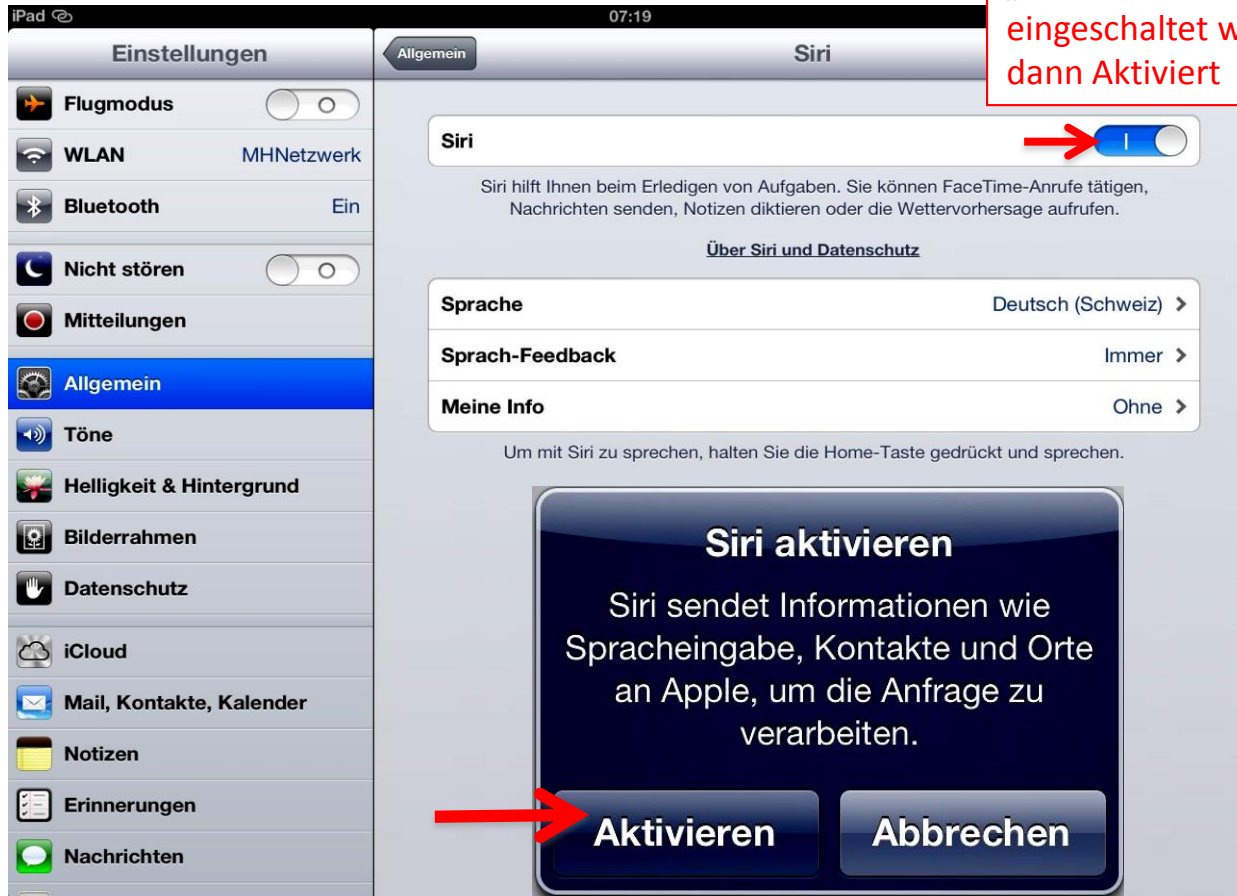 iPad
07:19
eingeschaltet
dann Aktiviert
Einstellungen
Allgemein
Siri
Flugmodus
WLAN MHNetzwerk
Bluetooth Ein
Nicht stören
Mitteilungen
Allgemein
Töne
Helligkeit & Hintergrund
Bilderrahmen
Datenschutz
iCloud
Mail, Kontakte, Kalender
Notizen
Erinnerungen
Nachrichten
Siri
Siri hilft Ihnen beim Erledigen von Aufgaben. Sie können FaceTime-Anrufe tätigen,
Nachrichten senden, Notizen diktieren oder die Wettervorhersage aufrufen.
Über Siri und Datenschutz
Sprache Deutsch (Schweiz)
Sprach-Feedback Immer
Meine Info Ohne
Um mit Siri zu sprechen, halten Sie die Home-Taste gedrückt und sprechen.
Siri aktivieren
Siri sendet Informationen wie
Spracheingabe, Kontakte und Orte
an Apple, um die Anfrage zu
verarbeiten.
Aktivieren
Abbrechen